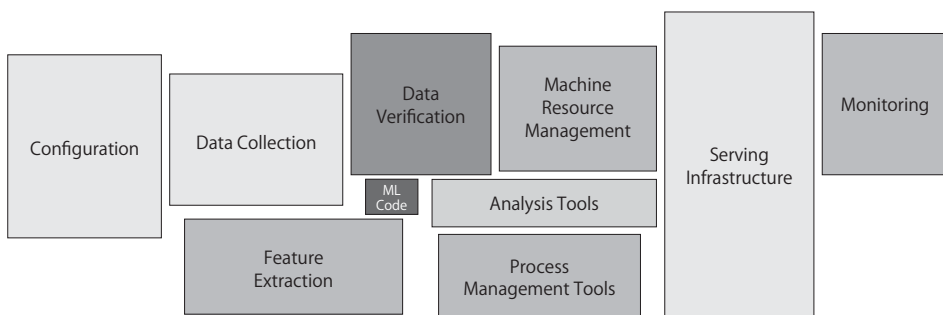 Configuration
Data Collection
Data
Verification
Machine
Resource
Management
Monitoring
Serving
Infrastructure
ML
Code
Analysis Tools
Feature
Extraction
Process
Management Tools